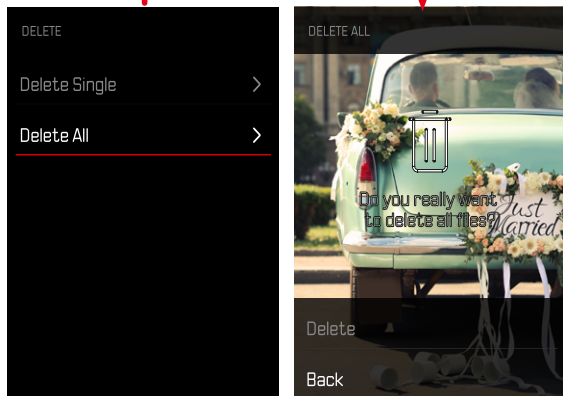 DELETE
Delete Single
Delete All
DELETE ALL
Do you really want
to delete all files?
Just
Married
Delete
Back